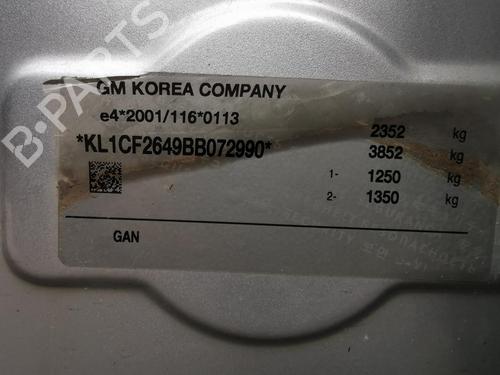 B-PARTS
GM KOREA COMPANY
e4*2001/116*0113
*KL1CF2649BB072990*
2352 kg
3852 kg
1- 1250 kg
2- 1350 kg
GAN